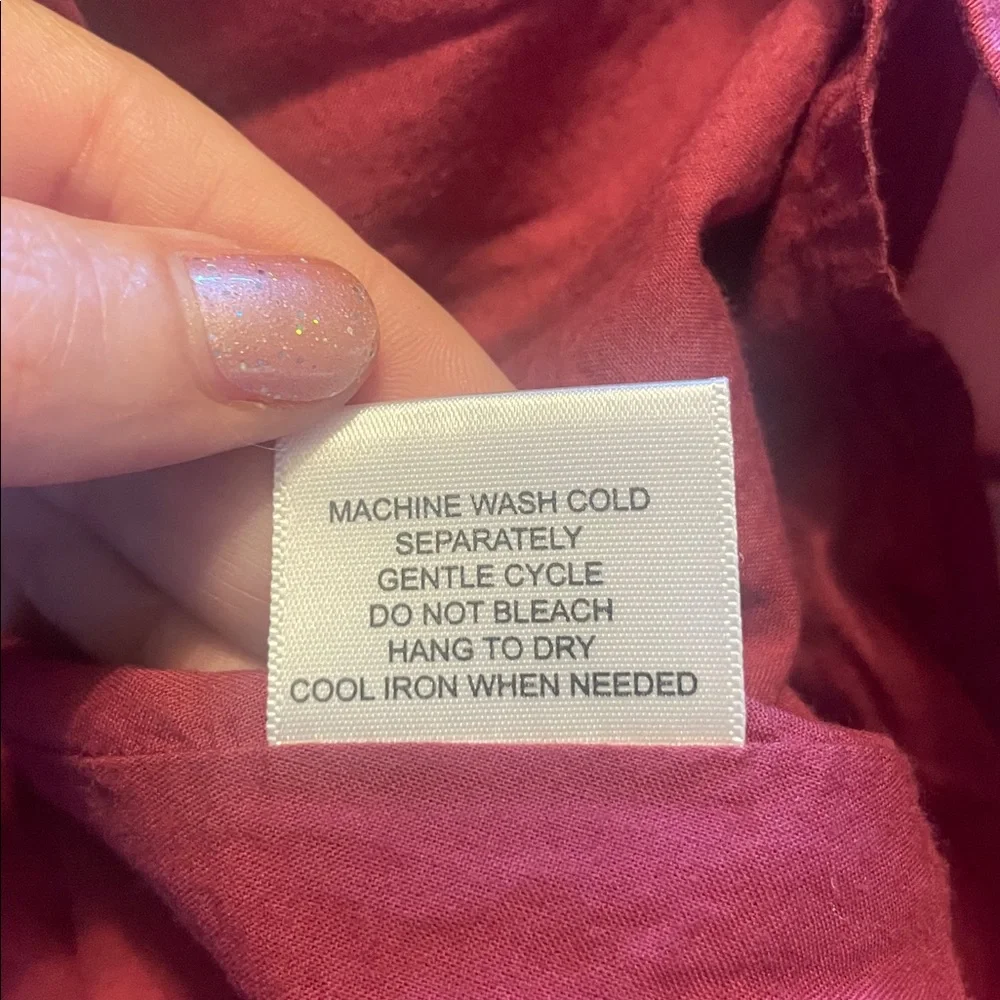 MACHINE WASH COLD
SEPARATELY
GENTLE CYCLE
DO NOT BLEACH
HANG TO DRY
COOL IRON WHEN NEEDED